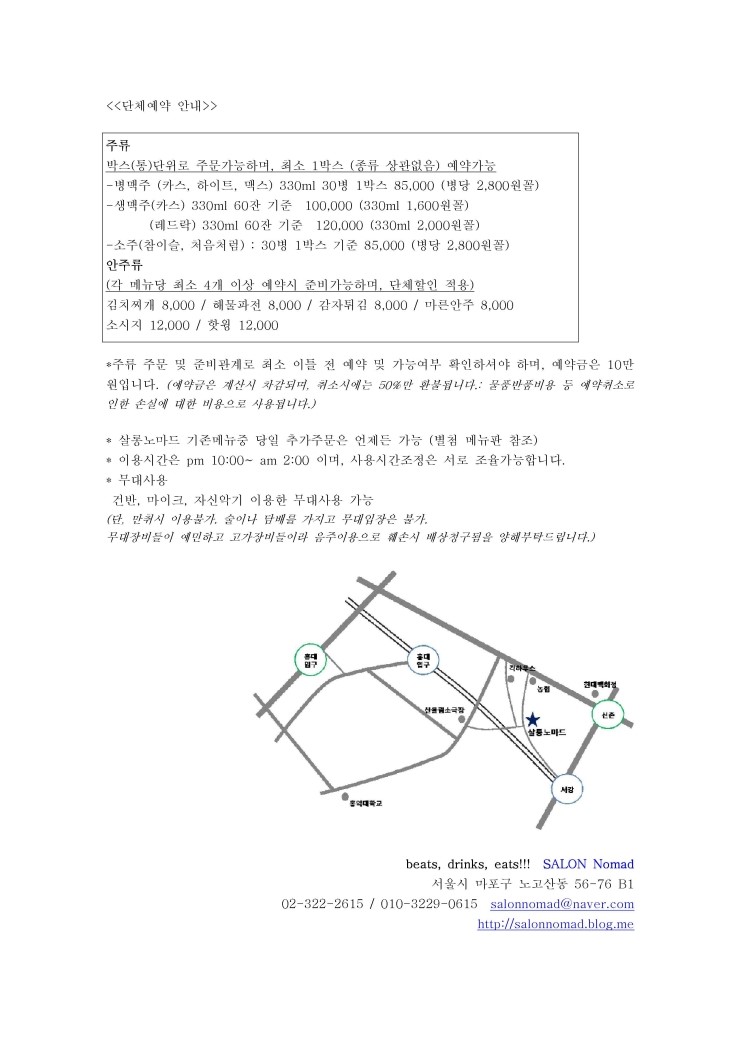 <<단체예약 안내>>
주류
박스(통)단위로 주문가능하며, 최소 1박스 (종류 상관없음) 예약가능
-병맥주 (카스, 하이트, 맥스) 330ml 30병 1박스 85,000 (병당 2,800원꼴)
-생맥주(카스) 330ml 60잔 기준 100,000 (330ml 1,600원꼴)
(레드락) 330ml 60잔 기준 120,000 (330ml 2,000원꼴)
-소주(참이슬, 처음처럼) : 30병 1박스 기준 85,000 (병당 2,800원꼴)
안주류
(각 메뉴당 최소 4개 이상 예약시 준비가능하며, 단체할인 적용)
김치찌개 8,000 / 해물파전 8,000 / 감자튀김 8,000 / 마른안주 8,000
소시지 12,000 / 핫윙 12,000
*주류 주문 및 준비관계로 최소 이틀 전 예약 및 가능여부 확인하셔야 하며, 예약금은 10만
원입니다. (예약금은 계산시 차감되며, 취소시에는 50%만 환불됩니다.: 물품반품비용 등 예약취소로
인한 손실에 대한 비용으로 사용됩니다.)
* 살롱노마드 기존메뉴중 당일 추가주문은 언제든 가능 (별첨 메뉴판 참조)
* 이용시간은 pm 10:00~ am 2:00 이며, 사용시간조정은 서로 조율가능합니다.
* 무대사용
건반, 마이크, 자신악기 이용한 무대사용 가능
(단, 만취시 이용불가, 술이나 담배를 가지고 무대입장은 불가.
무대장비들이 예민하고 고가장비들이라 음주이용으로 훼손시 배상청구됨을 양해부탁드립니다.)
홍대
입구
홍대
입구
농협
현대백화점
신촌
산울림소극장
살롱노마드
서강
홍익대학교
beats, drinks, eats!!! SALON Nomad
서울시 마포구 노고산동 56-76 B1
02-322-2615 / 010-3229-0615 salonnomad@naver.com
http://salonnomad.blog.me